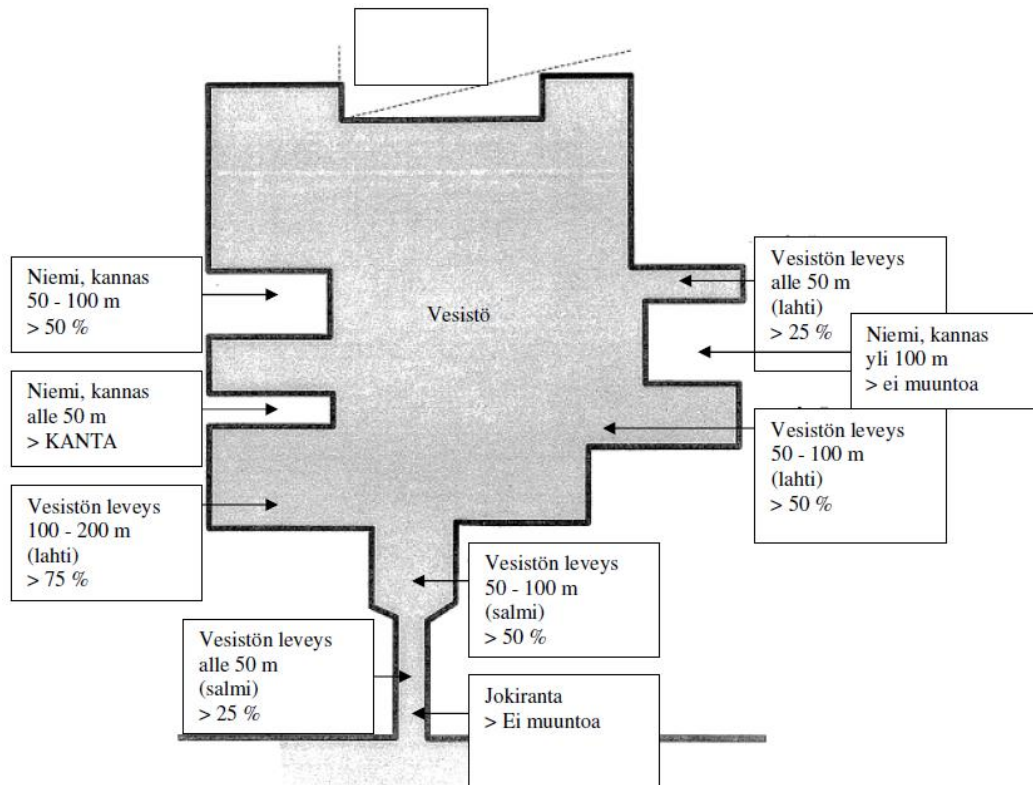 Niemi, kannas
50 - 100 m
> 50 %
Niemi, kannas
alle 50 m
> KANTA
Vesistön leveys
100 - 200 m
(lahti)
> 75 %
Vesistö
Vesistön leveys
alle 50 m
(lahti)
> 25 %
Niemi, kannas
yli 100 m
> ei muuntoa
Vesistön leveys
50 - 100 m
(lahti)
> 50 %
Vesistön leveys
50 - 100 m
(salmi)
> 50 %
Vesistön leveys
alle 50 m
(salmi)
> 25 %
Jokiranta
> Ei muuntoa